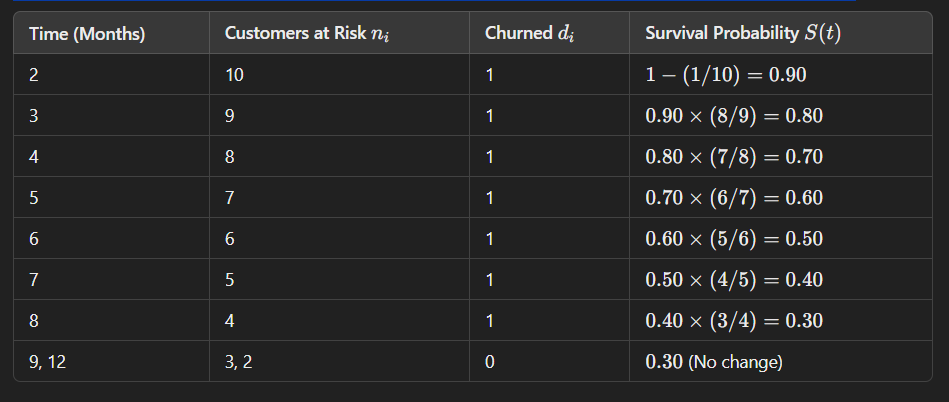 Time (Months) Customers at Risk nᵢ Churned dᵢ Survival Probability S(t)
2 10 1 1 − (1/10) = 0.90
3 9 1 0.90 × (8/9) = 0.80
4 8 1 0.80 × (7/8) = 0.70
5 7 1 0.70 × (6/7) = 0.60
6 6 1 0.60 × (5/6) = 0.50
7 5 1 0.50 × (4/5) = 0.40
8 4 1 0.40 × (3/4) = 0.30
9, 12 3, 2 0 0.30 (No change)